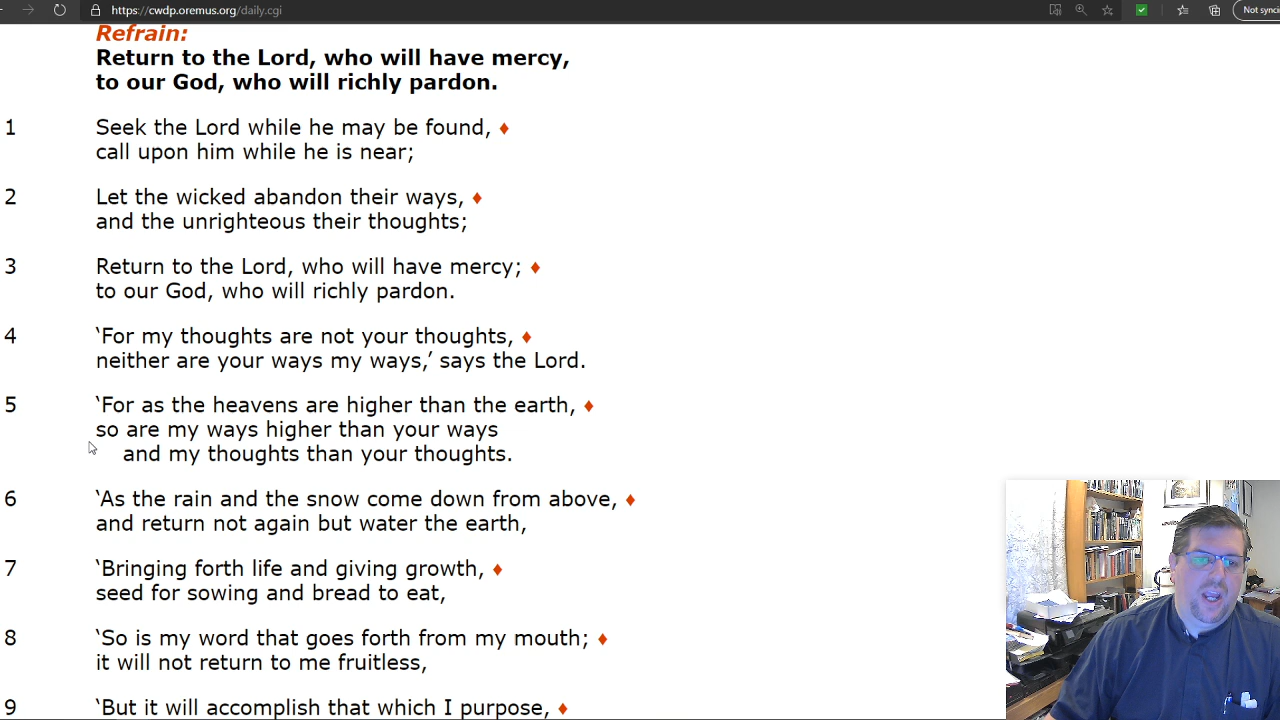 https://cwdp.oremus.org/daily.cgi
Not synci
Refrain:
Return to the Lord, who will have mercy,
to our God, who will richly pardon.
1 Seek the Lord while he may be found, ♦
call upon him while he is near;
2 Let the wicked abandon their ways, ♦
and the unrighteous their thoughts;
3 Return to the Lord, who will have mercy; ♦
to our God, who will richly pardon.
4 ‘For my thoughts are not your thoughts, ♦
neither are your ways my ways,’ says the Lord.
5 ‘For as the heavens are higher than the earth, ♦
so are my ways higher than your ways
and my thoughts than your thoughts.
6 ‘As the rain and the snow come down from above, ♦
and return not again but water the earth,
7 ‘Bringing forth life and giving growth, ♦
seed for sowing and bread to eat,
8 ‘So is my word that goes forth from my mouth; ♦
it will not return to me fruitless,
9 ‘But it will accomplish that which I purpose, ♦